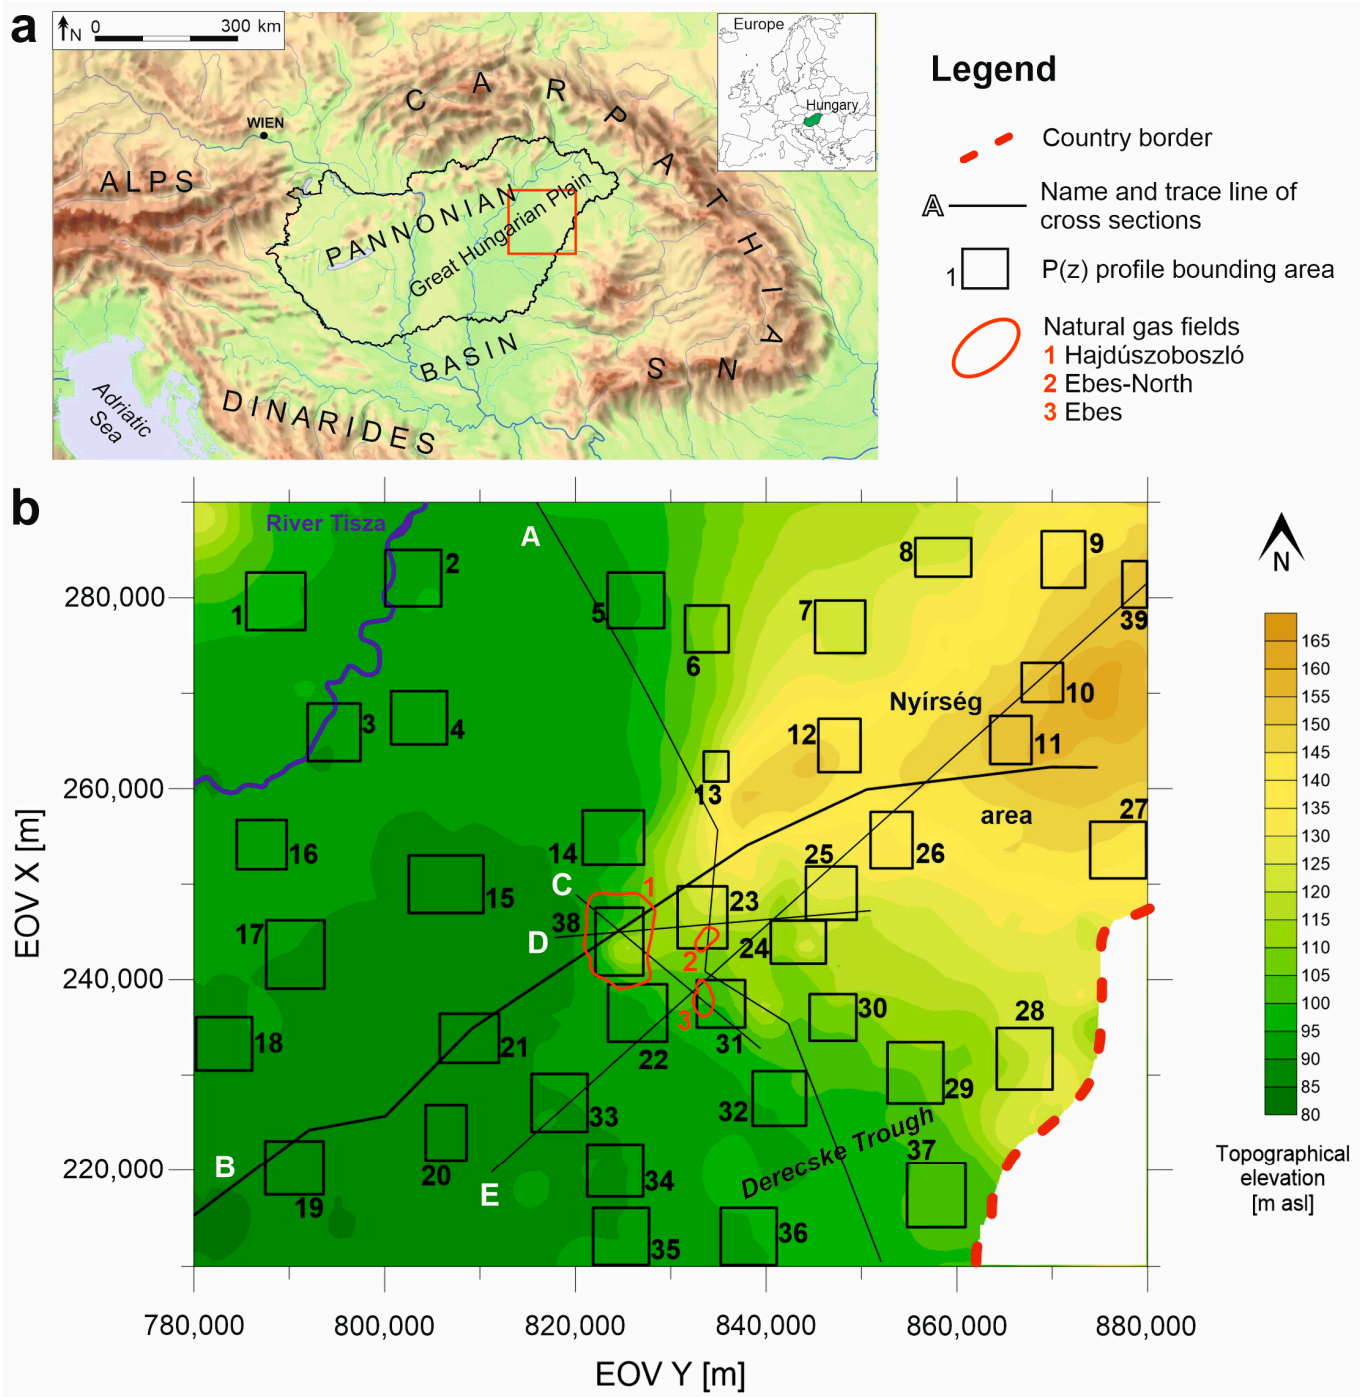 a
N
0
300 km
Europe
Hungary
WIEN
ALPS
CARPATHIANS
PANNONIAN
Great Hungarian Plain
BASIN
DINARIDES
Adriatic
Sea
Legend
Country border
A
Name and trace line of
cross sections
1
P(z) profile bounding area
Natural gas fields
1 Hajdúszoboszló
2 Ebes-North
3 Ebes
b
River Tisza
A
1
2
3
4
5
6
7
8
9
39
10
11
12
13
Nyírség
area
14
15
16
17
18
19
20
21
22
23
24
25
26
27
28
29
30
31
32
33
34
35
36
37
38
1
2
3
B
C
D
E
Derecske Trough
N
165
160
155
150
145
140
135
130
125
120
115
110
105
100
95
90
85
80
Topographical
elevation
[m asl]
280,000
260,000
240,000
220,000
EOV X [m]
780,000
800,000
820,000
840,000
860,000
880,000
EOV Y [m]